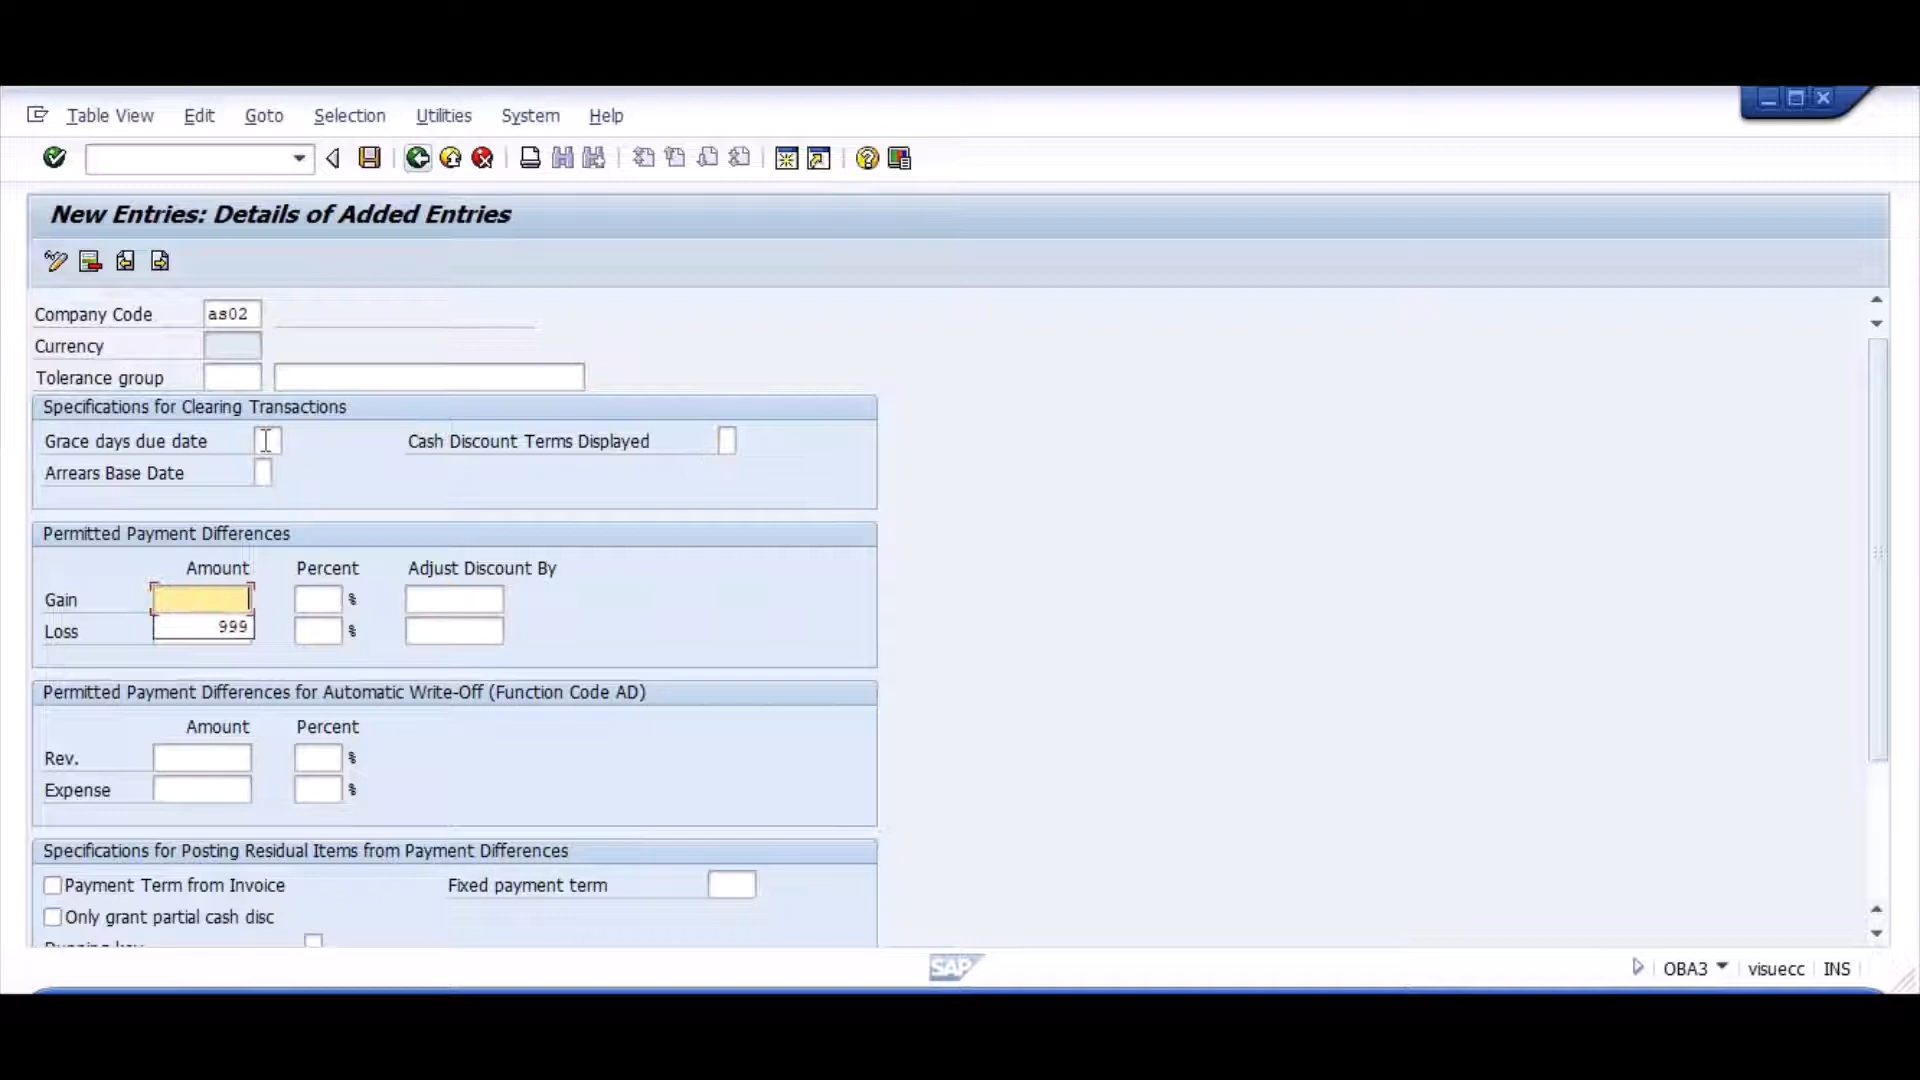 Table View Edit Goto Selection Utilities System Help
New Entries: Details of Added Entries
Company Code as02
Currency
Tolerance group
Specifications for Clearing Transactions
Grace days due date Cash Discount Terms Displayed
Arrears Base Date
Permitted Payment Differences
Amount Percent Adjust Discount By
Gain %
Loss 999 %
Permitted Payment Differences for Automatic Write-Off (Function Code AD)
Amount Percent
Rev. %
Expense %
Specifications for Posting Residual Items from Payment Differences
Payment Term from Invoice Fixed payment term
Only grant partial cash disc
SAP OBA3 visuecc INS